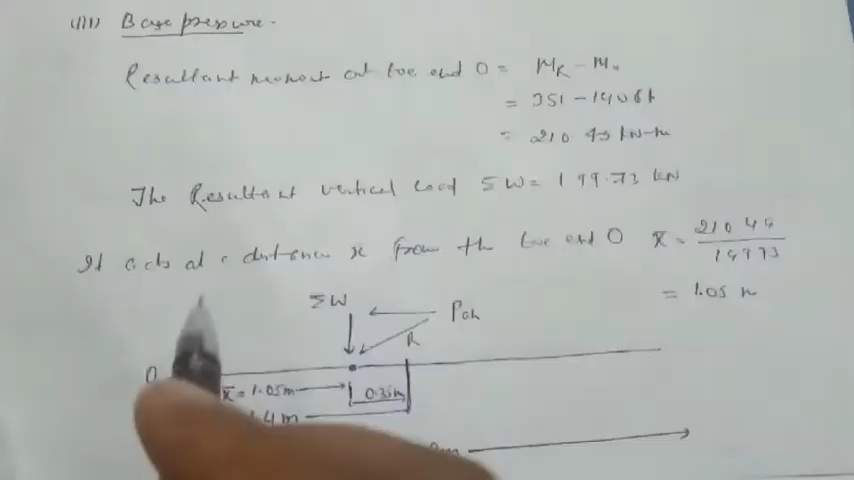 (III) Base pressure.
Resultant moment at toe end O = MR - Mo
= 351 - 140.61
= 210.45 kN-m
The Resultant vertical load ΣW = 199.73 kN
It acts at a distance x from the toe end O x̄ = 210.44 / 199.73
= 1.05 m
ΣW Pah
R
O
x̄ = 1.05m 0.35m
.4m